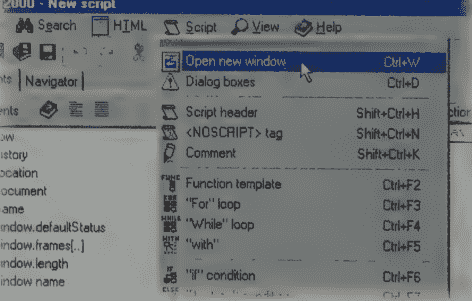 2000 - New script
Search HTML Script View Help
Open new window Ctrl+W
Dialog boxes Ctrl+D
Navigator
Script header Shift+Ctrl+H
<NOSCRIPT> tag Shift+Ctrl+N
Comment Shift+Ctrl+K
Function template Ctrl+F2
"For" loop Ctrl+F3
"While" loop Ctrl+F4
"with" Ctrl+F5
"if" condition Ctrl+F6
istory
ocation
ocument
ame
indow.defaultStatus
indow.frames[..]
indow.length
indow name